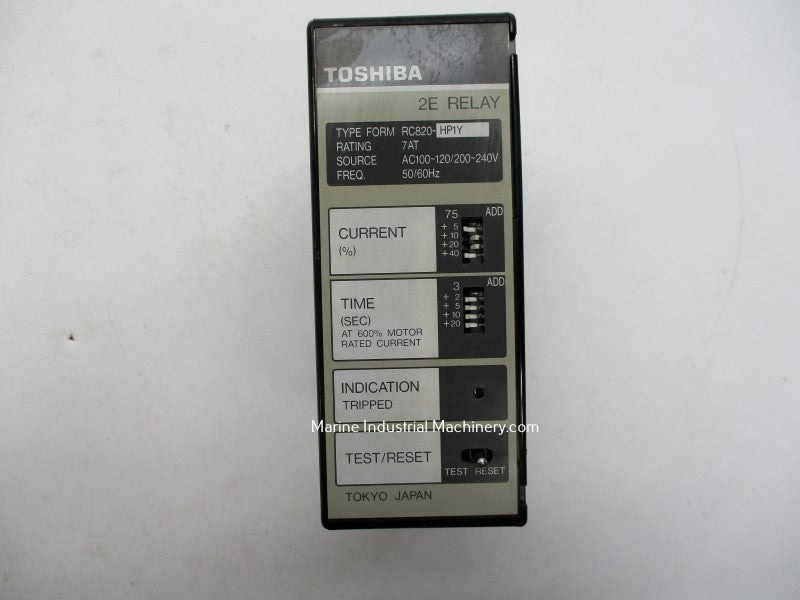 TOSHIBA
2E RELAY
TYPE FORM RC820-HP1Y
RATING 7AT
SOURCE AC100~120/200~240V
FREQ. 50/60Hz
75 ADD
CURRENT
(%)
+ 5
+ 10
+20
+40
3 ADD
TIME
(SEC)
AT 600% MOTOR
RATED CURRENT
+ 2
+ 5
+ 10
+20
INDICATION
TRIPPED
Marine Industrial Machinery.com
TEST/RESET
TEST RESET
TOKYO JAPAN